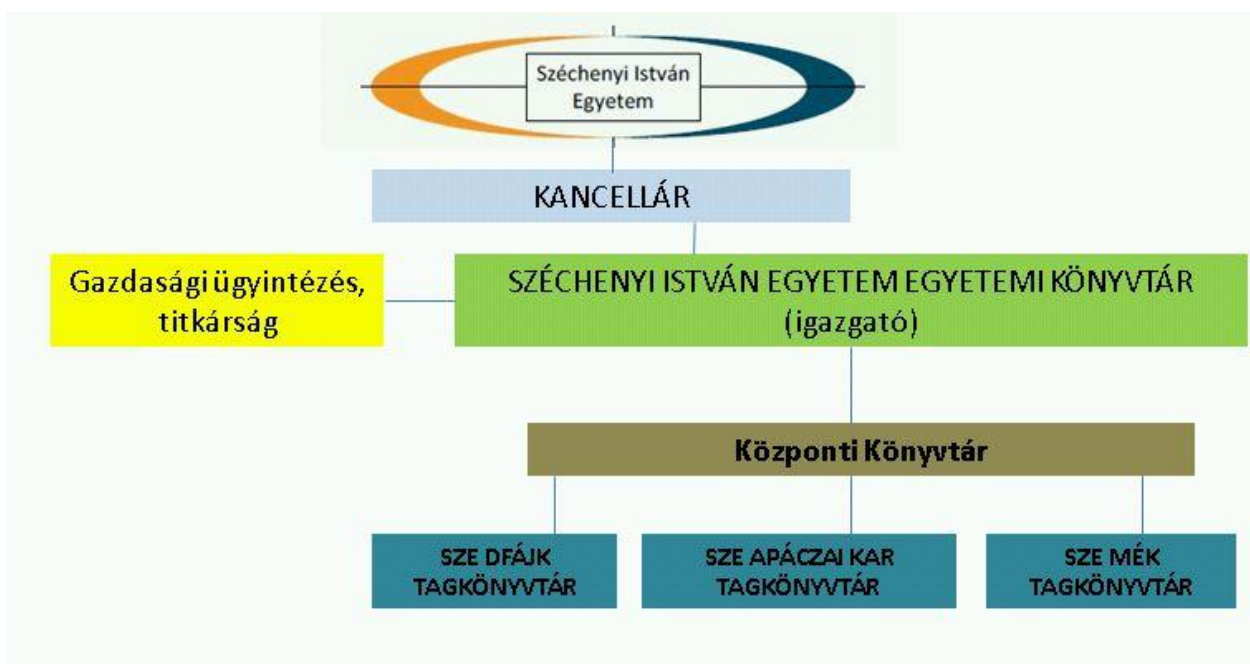 Széchenyi István
Egyetem
KANCELLÁR
Gazdasági ügyintézés,
titkárság
SZÉCHENYI ISTVÁN EGYETEM EGYETEMI KÖNYVTÁR
(igazgató)
Központi Könyvtár
SZE DFÁJK
TAGKÖNYVTÁR
SZE APÁCZAI KAR
TAGKÖNYVTÁR
SZE MÉK
TAGKÖNYVTÁR